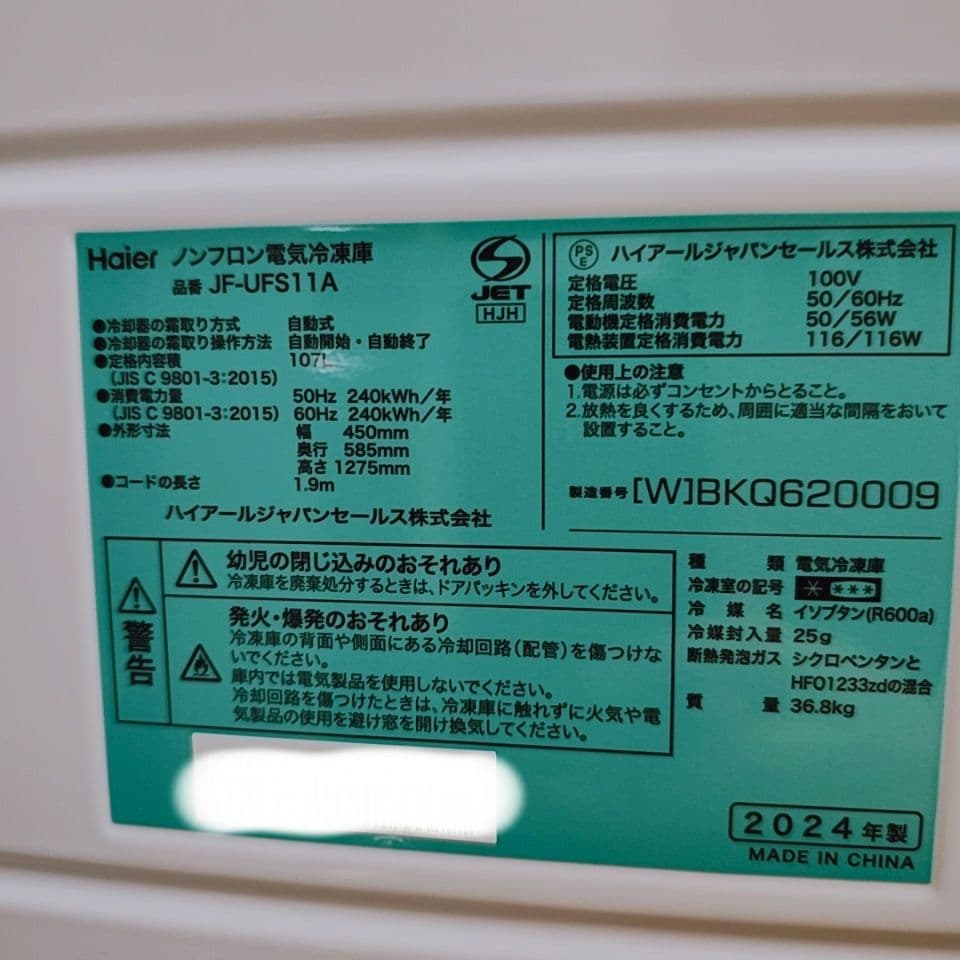 Haier ノンフロン電気冷凍庫
品番 JF-UFS11A
●冷却器の霜取り方式 自動式
●冷却器の霜取り操作方法 自動開始・自動終了
●定格内容積 107L
(JIS C 9801-3:2015)
●消費電力量 50Hz 240kWh/年
(JIS C 9801-3:2015) 60Hz 240kWh/年
●外形寸法 幅 450mm
奥行 585mm
高さ 1275mm
●コードの長さ 1.9m
ハイアールジャパンセールス株式会社
JET
HJH
PSE ハイアールジャパンセールス株式会社
定格電圧 100V
定格周波数 50/60Hz
電動機定格消費電力 50/56W
電熱装置定格消費電力 116/116W
●使用上の注意
1.電源は必ずコンセントからとること。
2.放熱を良くするため、周囲に適当な間隔をおいて
設置すること。
製造番号 [W]BKQ620009
警告
幼児の閉じ込みのおそれあり
冷凍庫を廃棄処分するときは、ドアパッキンを外してください。
発火・爆発のおそれあり
冷凍庫の背面や側面にある冷却回路(配管)を傷つけな
いでください。
庫内では電気製品を使用しないでください。
冷却回路を傷つけたときは、冷凍庫に触れずに火気や電
気製品の使用を避け窓を開け換気してください。
種類 電気冷凍庫
冷凍室の記号 * ***
冷媒名 イソブタン(R600a)
冷媒封入量 25g
断熱発泡ガス シクロペンタンと
HFO1233zdの混合
質量 36.8kg
2024年製
MADE IN CHINA